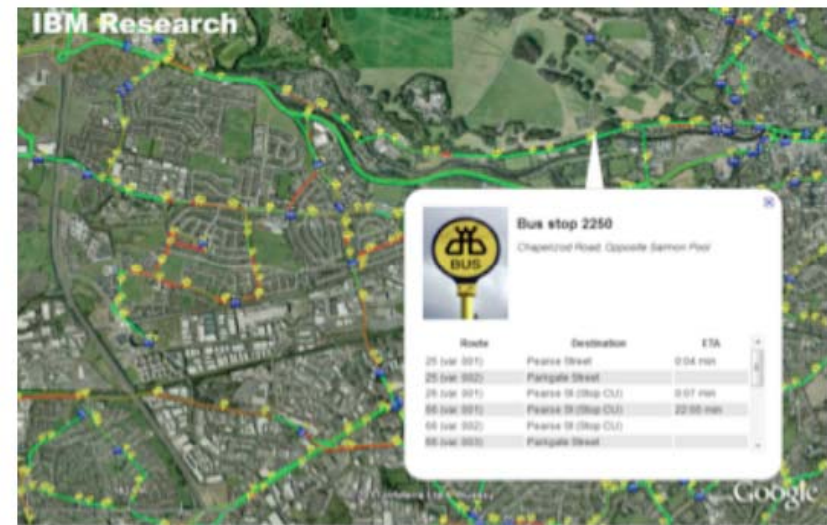 IBM Research
Bus stop 2250
Chapelizod Road, Opposite Salmon Pool
BUS
Route Destination ETA
25 (var. 001) Pearse Street 0:04 min
25 (var. 002) Parkgate Street
26 (var. 001) Pearse St (Stop CU) 0:07 min
66 (var. 001) Pearse St (Stop CU) 22:00 min
66 (var. 002) Pearse St (Stop CU)
66 (var. 003) Parkgate Street
Google